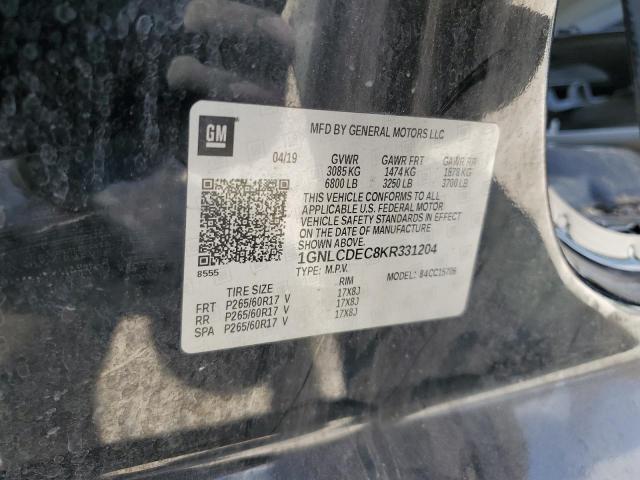 GM
MFD BY GENERAL MOTORS LLC
04/19 GVWR GAWR FRT GAWR RR
3085 KG 1474 KG 1678 KG
6800 LB 3250 LB 3700 LB
THIS VEHICLE CONFORMS TO ALL
APPLICABLE U.S. FEDERAL MOTOR
VEHICLE SAFETY STANDARDS IN EFFECT
ON THE DATE OF MANUFACTURE
SHOWN ABOVE.
1GNLCDEC8KR331204
8555
TYPE: M.P.V. MODEL: 84CC15706
TIRE SIZE RIM
FRT P265/60R17 V 17X8J
RR P265/60R17 V 17X8J
SPA P265/60R17 V 17X8J